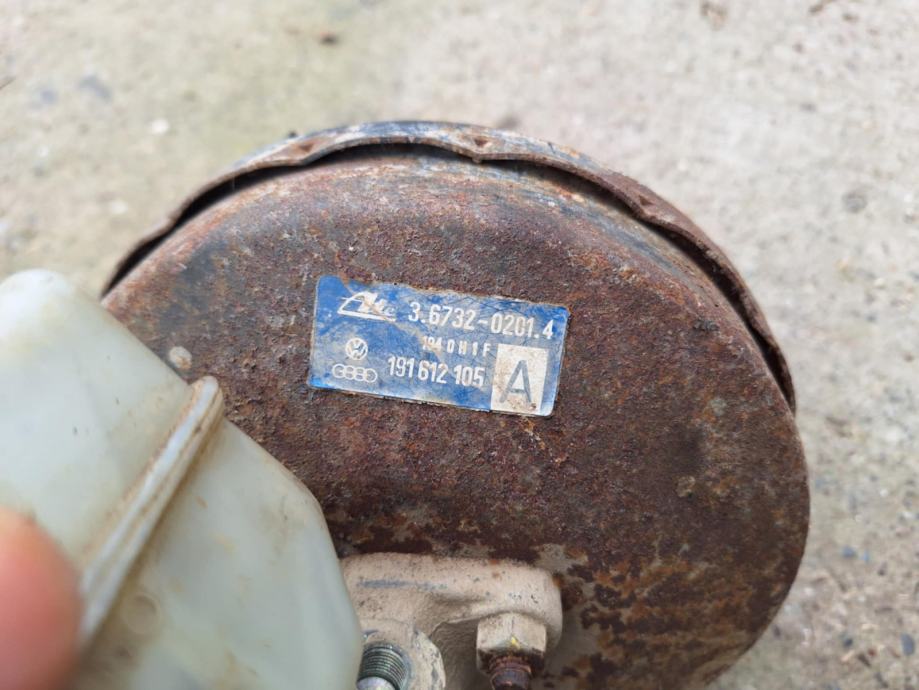 Ate 3.6732-0201.4
194 0 H 1 F
191 612 105 A